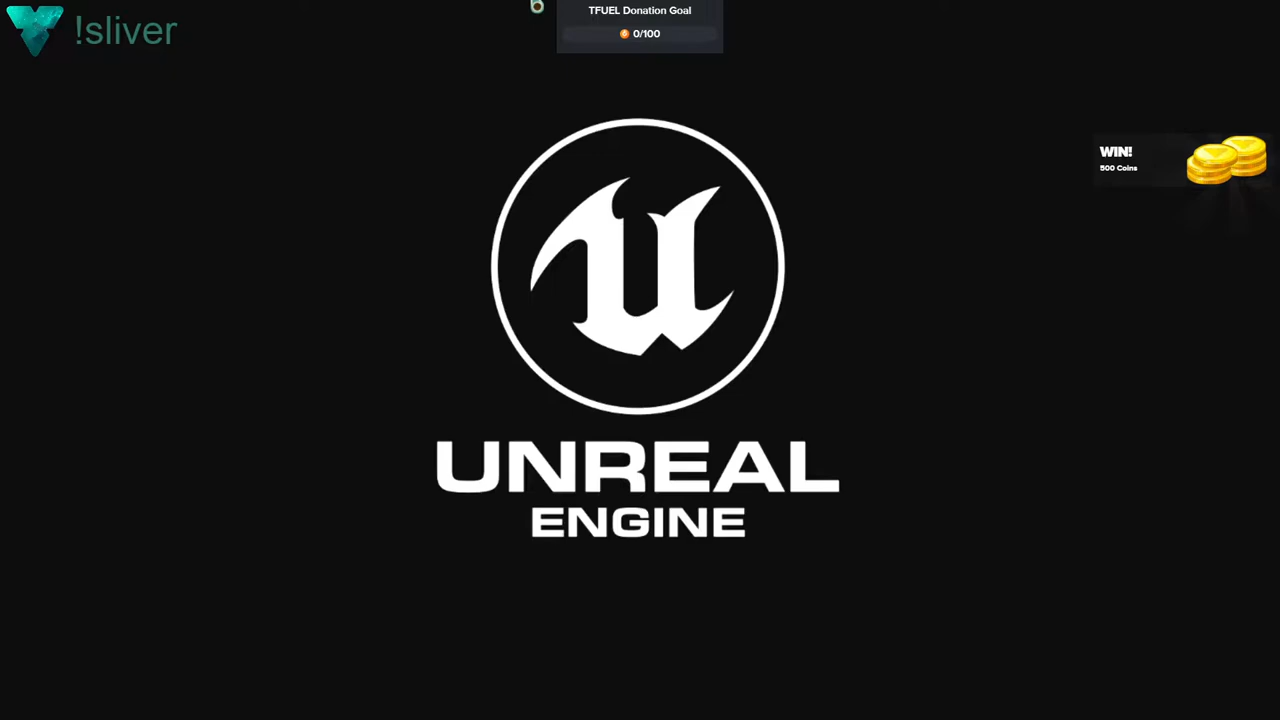 !sliver
TFUEL Donation Goal
0/100
WIN!
500 Coins
UNREAL
ENGINE